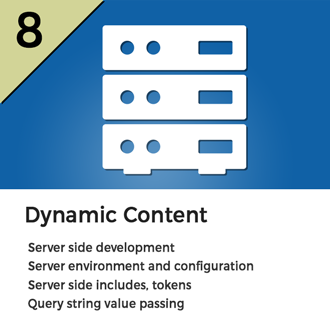 8
Dynamic Content
Server side development
Server environment and configuration
Server side includes, tokens
Query string value passing